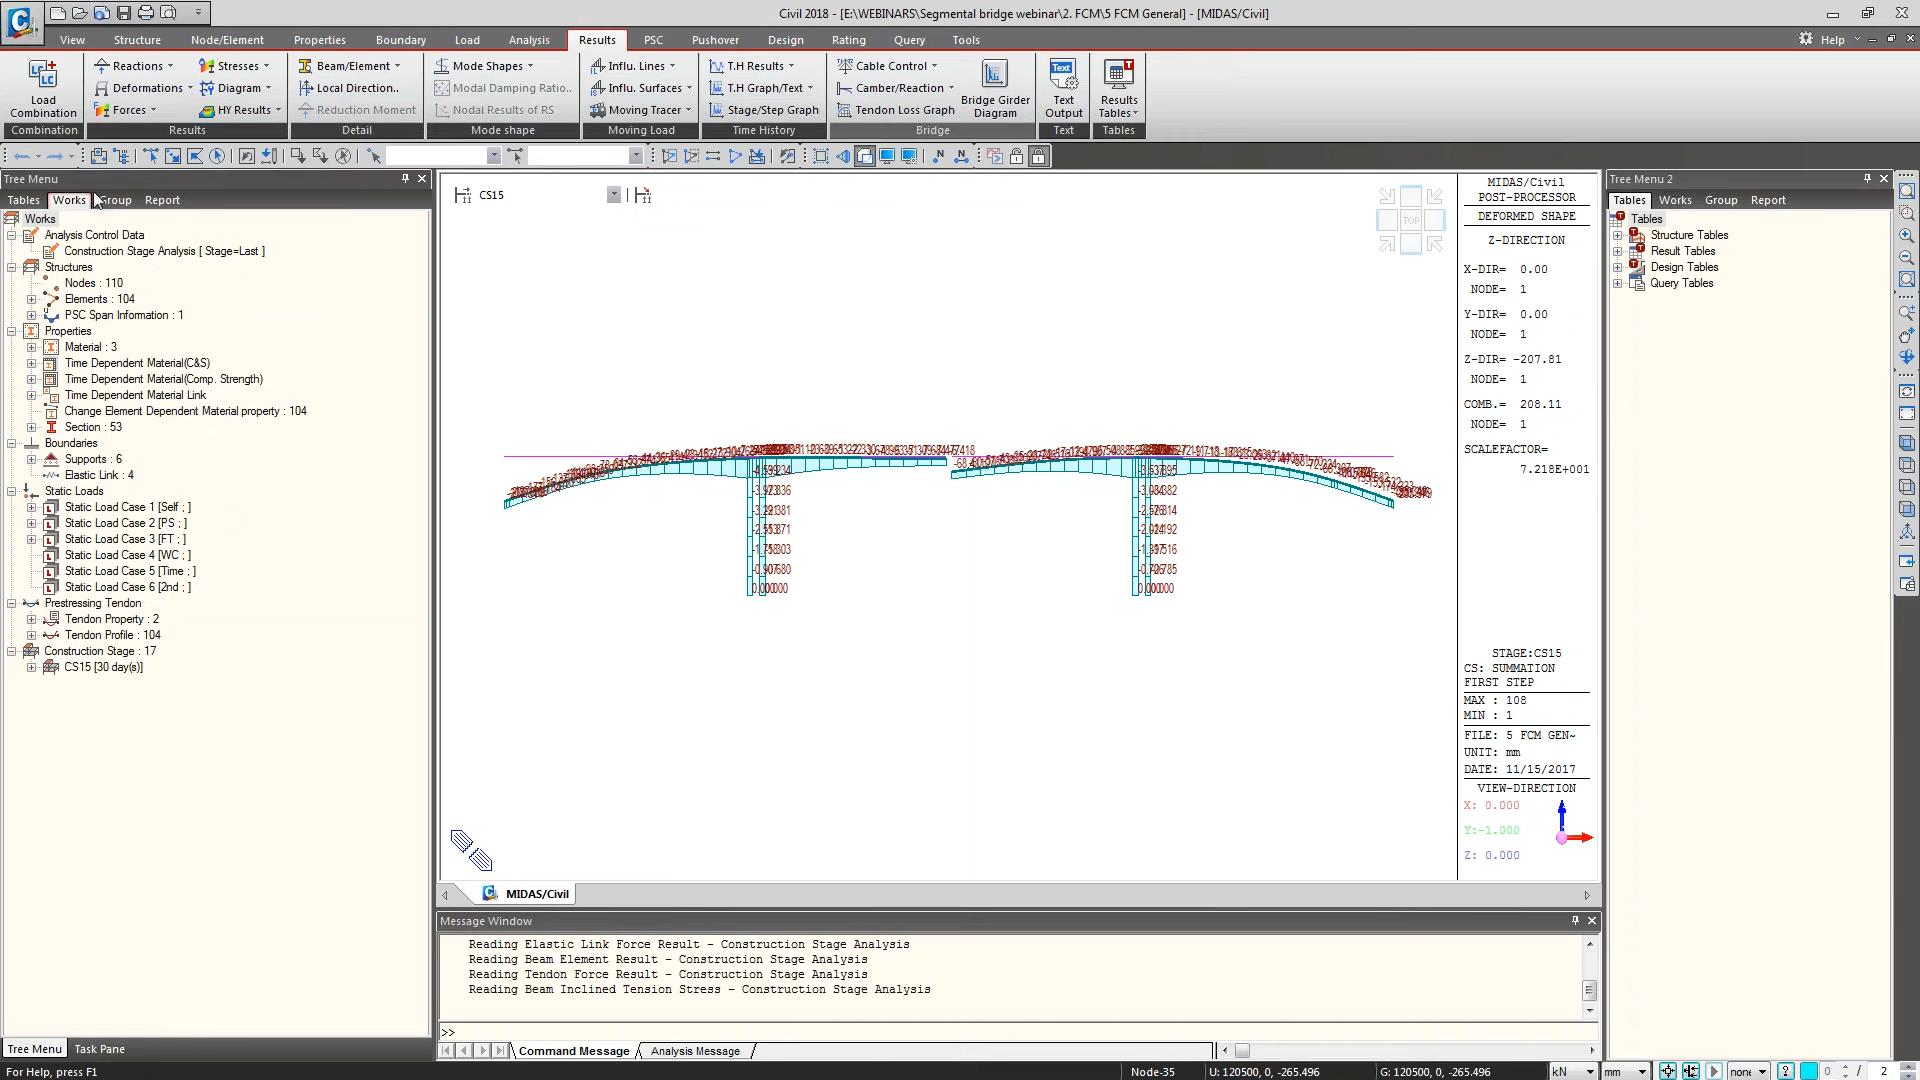 Civil 2018 - [E:\WEBINARS\Segmental bridge webinar\2. FCM\5 FCM General] - [MIDAS/Civil]
View Structure Node/Element Properties Boundary Load Analysis Results PSC Pushover Design Rating Query Tools Help
Load Combination
Combination
Reactions Stresses
Deformations Diagram
Forces HY Results
Results
Beam/Element
Local Direction..
Reduction Moment
Detail
Mode Shapes
Modal Damping Ratio..
Nodal Results of RS
Mode shape
Influ. Lines
Influ. Surfaces
Moving Tracer
Moving Load
T.H Results
T.H Graph/Text
Stage/Step Graph
Time History
Cable Control
Camber/Reaction
Tendon Loss Graph
Bridge Girder Diagram
Bridge
Text Output
Text
Results Tables
Tables
Tree Menu
Tables Works Group Report
Works
Analysis Control Data
Construction Stage Analysis [ Stage=Last ]
Structures
Nodes : 110
Elements : 104
PSC Span Information : 1
Properties
Material : 3
Time Dependent Material(C&S)
Time Dependent Material(Comp. Strength)
Time Dependent Material Link
Change Element Dependent Material property : 104
Section : 53
Boundaries
Supports : 6
Elastic Link : 4
Static Loads
Static Load Case 1 [Self ; ]
Static Load Case 2 [PS ; ]
Static Load Case 3 [FT ; ]
Static Load Case 4 [WC ; ]
Static Load Case 5 [Time ; ]
Static Load Case 6 [2nd ; ]
Prestressing Tendon
Tendon Property : 2
Tendon Profile : 104
Construction Stage : 17
CS15 [30 day(s)]
Tree Menu Task Pane
CS15
TOP
MIDAS/Civil
POST-PROCESSOR
DEFORMED SHAPE
Z-DIRECTION
X-DIR= 0.00
NODE= 1
Y-DIR= 0.00
NODE= 1
Z-DIR= -207.81
NODE= 1
COMB.= 208.11
NODE= 1
SCALEFACTOR=
7.218E+001
STAGE:CS15
CS: SUMMATION
FIRST STEP
MAX : 108
MIN : 1
FILE: 5 FCM GEN~
UNIT: mm
DATE: 11/15/2017
VIEW-DIRECTION
X: 0.000
Y:-1.000
Z: 0.000
MIDAS/Civil
Message Window
Reading Elastic Link Force Result - Construction Stage Analysis
Reading Beam Element Result - Construction Stage Analysis
Reading Tendon Force Result - Construction Stage Analysis
Reading Beam Inclined Tension Stress - Construction Stage Analysis
>>
Command Message Analysis Message
Tree Menu 2
Tables Works Group Report
Tables
Structure Tables
Result Tables
Design Tables
Query Tables
For Help, press F1
Node-35
U: 120500, 0, -265.496
G: 120500, 0, -265.496
kN mm none 0 / 2